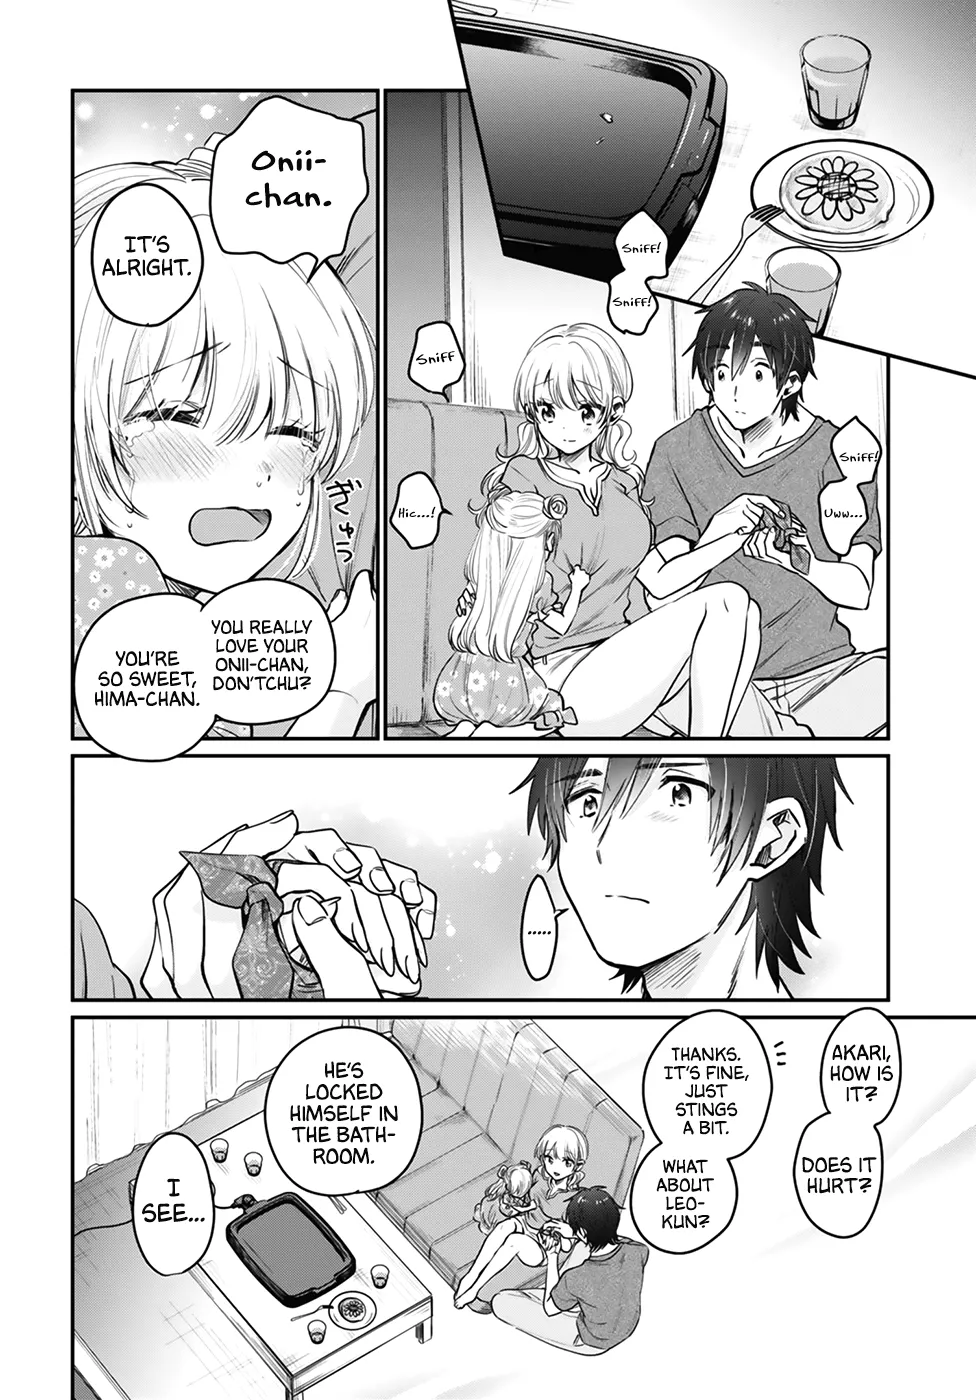 Sniff!
Sniff!
Sniff!
Uww...
Sniff
Hic...!
Onii-
chan.
IT'S
ALRIGHT.
ぎゅうっ
YOU REALLY
LOVE YOUR
ONII-CHAN,
DON'TCHU?
YOU'RE
SO SWEET,
HIMA-CHAN.
......
AKARI,
HOW IS
IT?
DOES IT
HURT?
THANKS.
IT'S FINE,
JUST
STINGS
A BIT.
WHAT
ABOUT
LEO-
KUN?
HE'S
LOCKED
HIMSELF IN
THE BATH-
ROOM.
I
SEE...